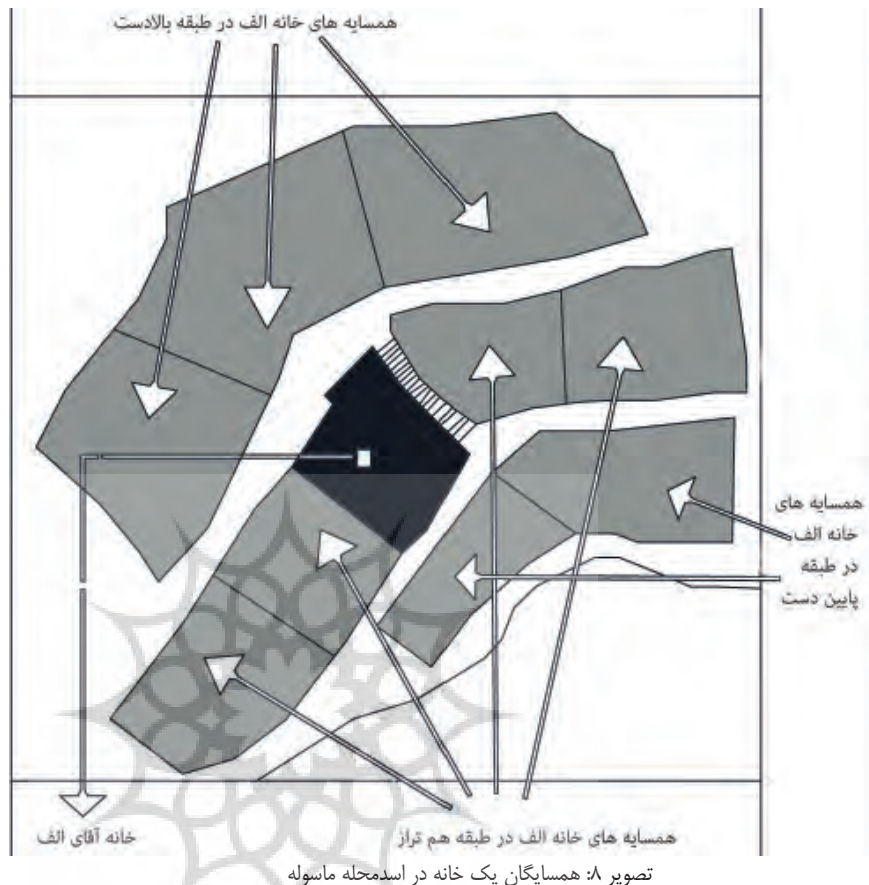 همسایه های خانه الف در طبقه بالادست
همسایه های
خانه الف
در طبقه
پایین دست
همسایه های خانه الف در طبقه هم تراز
خانه آقای الف
تصویر ۸: همسایگان یک خانه در اسدمحله ماسوله